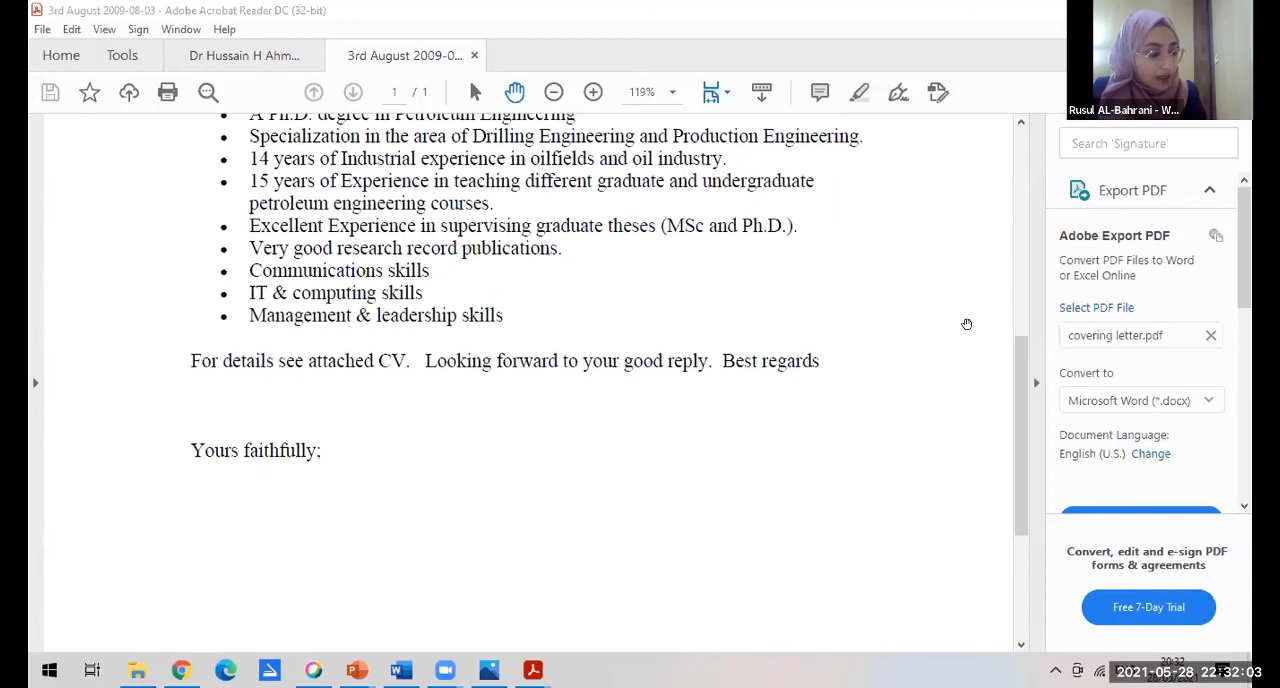 3rd August 2009-08-03 - Adobe Acrobat Reader DC (32-bit)
File Edit View Sign Window Help
Home Tools Dr Hussain H Ahm... 3rd August 2009-0... ×
1 / 1 119%
Rusul AL-Bahrani - W...
• A Ph.D. degree in Petroleum Engineering
• Specialization in the area of Drilling Engineering and Production Engineering.
• 14 years of Industrial experience in oilfields and oil industry.
• 15 years of Experience in teaching different graduate and undergraduate
petroleum engineering courses.
• Excellent Experience in supervising graduate theses (MSc and Ph.D.).
• Very good research record publications.
• Communications skills
• IT & computing skills
• Management & leadership skills
For details see attached CV. Looking forward to your good reply. Best regards
Yours faithfully;
Search 'Signature'
Export PDF
Adobe Export PDF
Convert PDF Files to Word
or Excel Online
Select PDF File
covering letter.pdf
Convert to
Microsoft Word (*.docx)
Document Language:
English (U.S.) Change
Convert, edit and e-sign PDF
forms & agreements
Free 7-Day Trial
20:32
2021-05-28 22:32:03